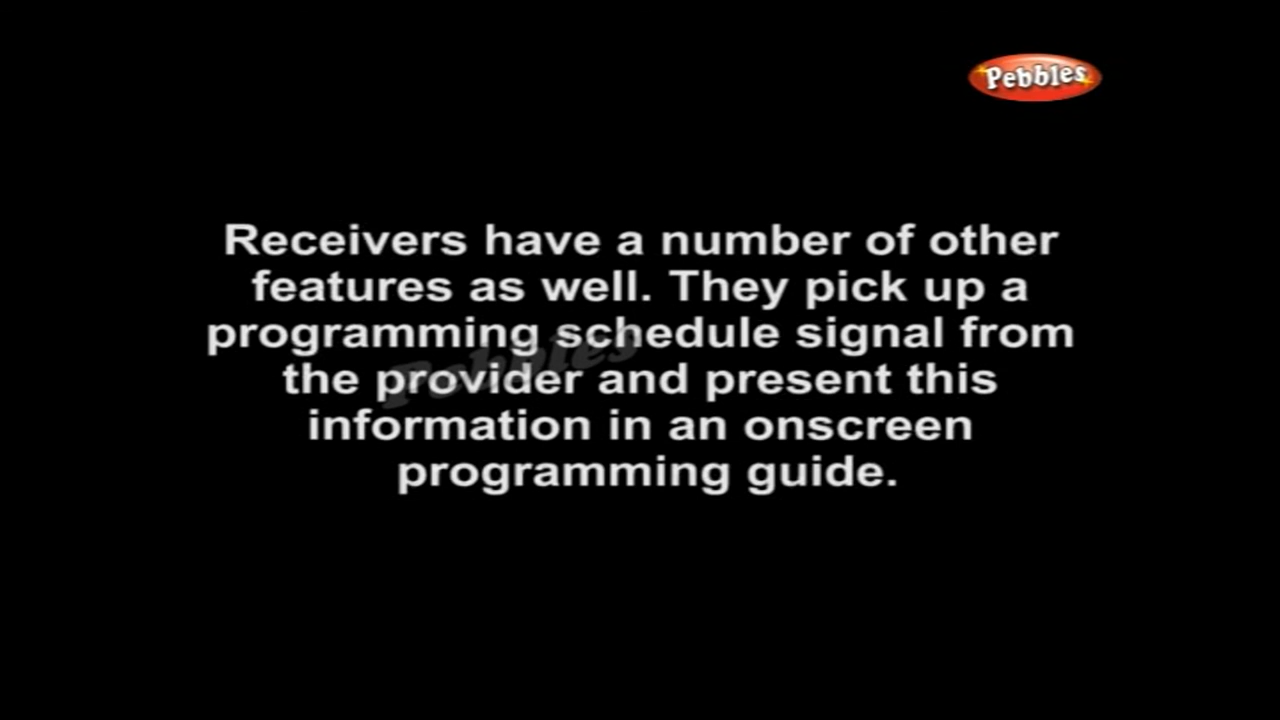 Pebbles
Receivers have a number of other
features as well. They pick up a
programming schedule signal from
the provider and present this
information in an onscreen
programming guide.
Pebbles